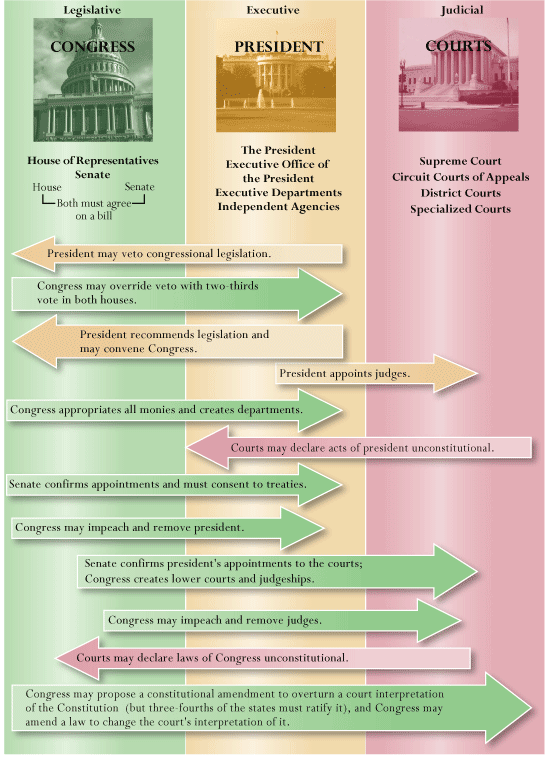 Legislative
Executive
Judicial
CONGRESS
PRESIDENT
COURTS
House of Representatives
Senate
House
Senate
Both must agree
on a bill
The President
Executive Office of
the President
Executive Departments
Independent Agencies
Supreme Court
Circuit Courts of Appeals
District Courts
Specialized Courts
President may veto congressional legislation.
Congress may override veto with two-thirds
vote in both houses.
President recommends legislation and
may convene Congress.
President appoints judges.
Congress appropriates all monies and creates departments.
Courts may declare acts of president unconstitutional.
Senate confirms appointments and must consent to treaties.
Congress may impeach and remove president.
Senate confirms president's appointments to the courts;
Congress creates lower courts and judgeships.
Congress may impeach and remove judges.
Courts may declare laws of Congress unconstitutional.
Congress may propose a constitutional amendment to overturn a court interpretation
of the Constitution (but three-fourths of the states must ratify it), and Congress may
amend a law to change the court's interpretation of it.